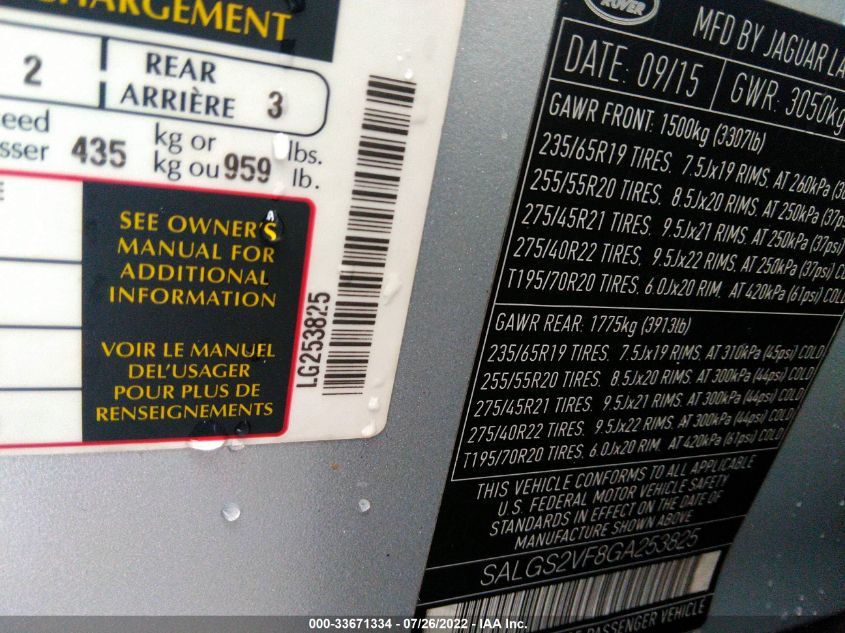 CHARGEMENT
2
REAR
ARRIÈRE 3
435 kg or
kg ou 959 lbs.
lb.
SEE OWNER'S
MANUAL FOR
ADDITIONAL
INFORMATION
VOIR LE MANUEL
DEL'USAGER
POUR PLUS DE
RENSEIGNEMENTS
LG253825
ROVER
MFD BY JAGUAR
DATE: 09/15 GWR: 3050kg
GAWR FRONT: 1500kg (3307lb)
235/65R19 TIRES. 7.5Jx19 RIMS. AT 260kPa
255/55R20 TIRES. 8.5Jx20 RIMS. AT 250kPa (37psi
275/45R21 TIRES. 9.5Jx21 RIMS. AT 250kPa (37psi)
275/40R22 TIRES. 9.5Jx22 RIMS. AT 250kPa (37psi)
T195/70R20 TIRES. 6.0Jx20 RIM. AT 420kPa (61psi) COLD
GAWR REAR: 1775kg (3913lb)
235/65R19 TIRES. 7.5Jx19 RIMS. AT 310kPa (45psi) COLD
255/55R20 TIRES. 8.5Jx20 RIMS. AT 300kPa (44psi) COLD
275/45R21 TIRES. 9.5Jx21 RIMS. AT 300kPa (44psi) COLD
275/40R22 TIRES. 9.5Jx22 RIMS. AT 300kPa (44psi) COLD
T195/70R20 TIRES. 6.0Jx20 RIM. AT 420kPa (61psi) COLD
THIS VEHICLE CONFORMS TO ALL APPLICABLE
U.S. FEDERAL MOTOR VEHICLE SAFETY
STANDARDS IN EFFECT ON THE DATE OF
MANUFACTURE SHOWN ABOVE
SALGS2VF8GA253825
PASSENGER VEHICLE
000-33671334 - 07/26/2022 - IAA Inc.